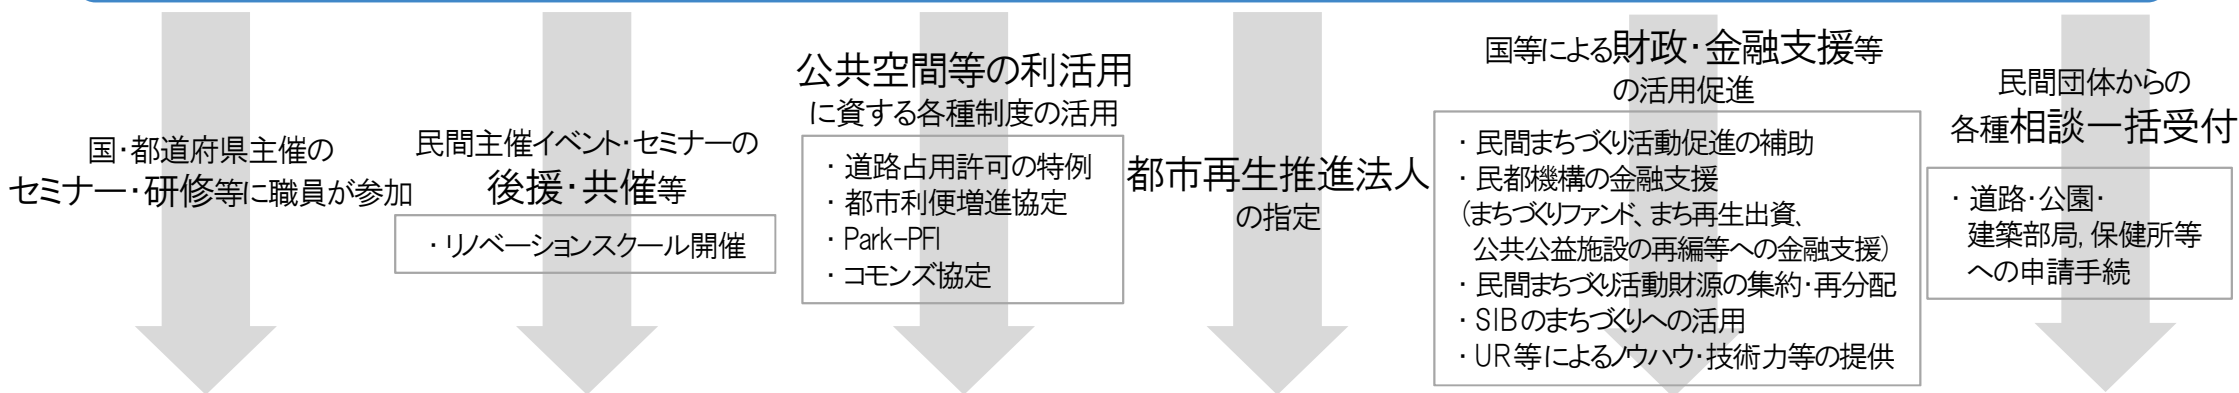 国・都道府県主催の
セミナー・研修等に職員が参加
民間主催イベント・セミナーの
後援・共催等
・リノベーションスクール開催
公共空間等の利活用
に資する各種制度の活用
・道路占用許可の特例
・都市利便増進協定
・Park-PFI
・コモンズ協定
都市再生推進法人
の指定
国等による財政・金融支援等
の活用促進
・民間まちづくり活動促進の補助
・民都機構の金融支援
(まちづくりファンド、まち再生出資、
公共公益施設の再編等への金融支援)
・民間まちづくり活動財源の集約・再分配
・SIBのまちづくりへの活用
・UR等によるノウハウ・技術力等の提供
民間団体からの
各種相談一括受付
・道路・公園・
建築部局,保健所等
への申請手続